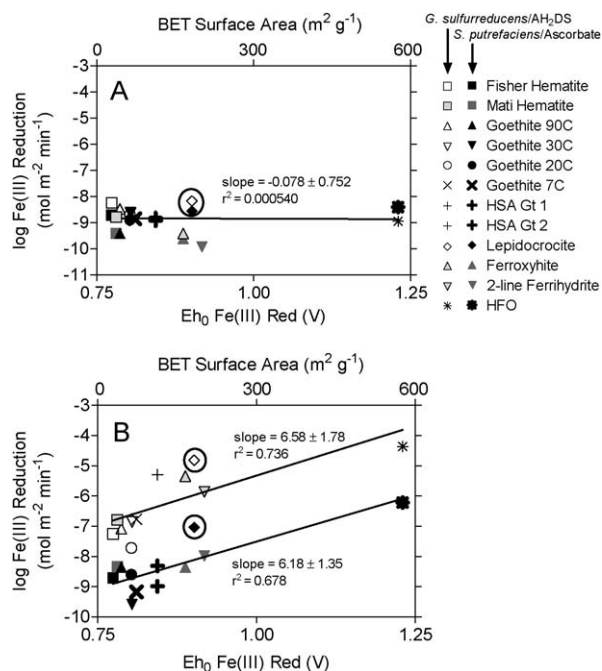 BET Surface Area (m² g⁻¹)
0 300 600
A
-3
-4
-5
-6
-7
-8
-9
-10
-11
log Fe(III) Reduction
(mol m⁻² min⁻¹)
slope = -0.078 ± 0.752
r² = 0.000540
0.75 1.00 1.25
Eh₀ Fe(III) Red (V)
G. sulfurreducens/AH₂DS
S. putrefaciens/Ascorbate
Fisher Hematite
Mati Hematite
Goethite 90C
Goethite 30C
Goethite 20C
Goethite 7C
HSA Gt 1
HSA Gt 2
Lepidocrocite
Ferroxyhite
2-line Ferrihydrite
HFO
BET Surface Area (m² g⁻¹)
0 300 600
B
-3
-4
-5
-6
-7
-8
-9
-10
log Fe(III) Reduction
(mol m⁻² min⁻¹)
slope = 6.58 ± 1.78
r² = 0.736
slope = 6.18 ± 1.35
r² = 0.678
0.75 1.00 1.25
Eh₀ Fe(III) Red (V)